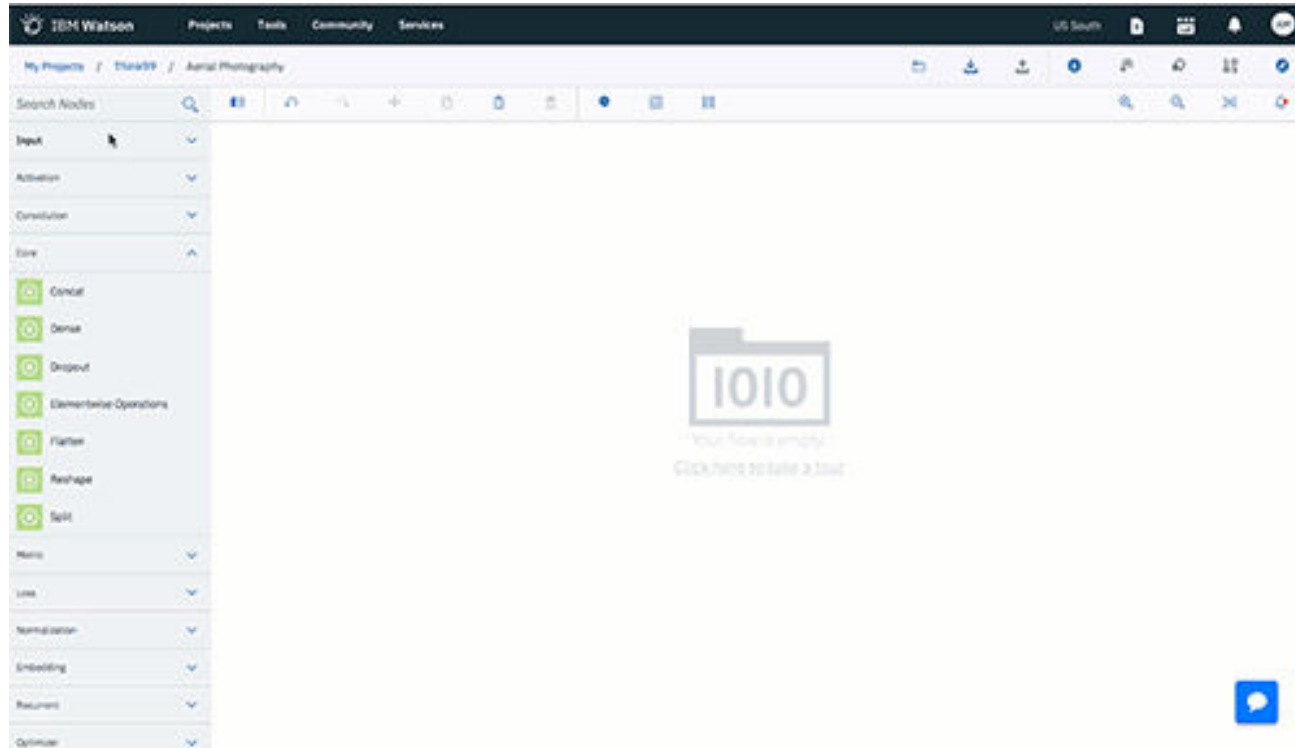 IBM Watson
Projects
Tools
Community
Services
US South
My Projects / / Aerial Photography
Search Nodes
Input
Activation
Convolution
Core
Concat
Dense
Dropout
Elementwise Operations
Flatten
Reshape
Split
Metric
Loss
Normalization
Embedding
Recurrent
Optimizer
1010
Your flow is empty
Click here to take a tour